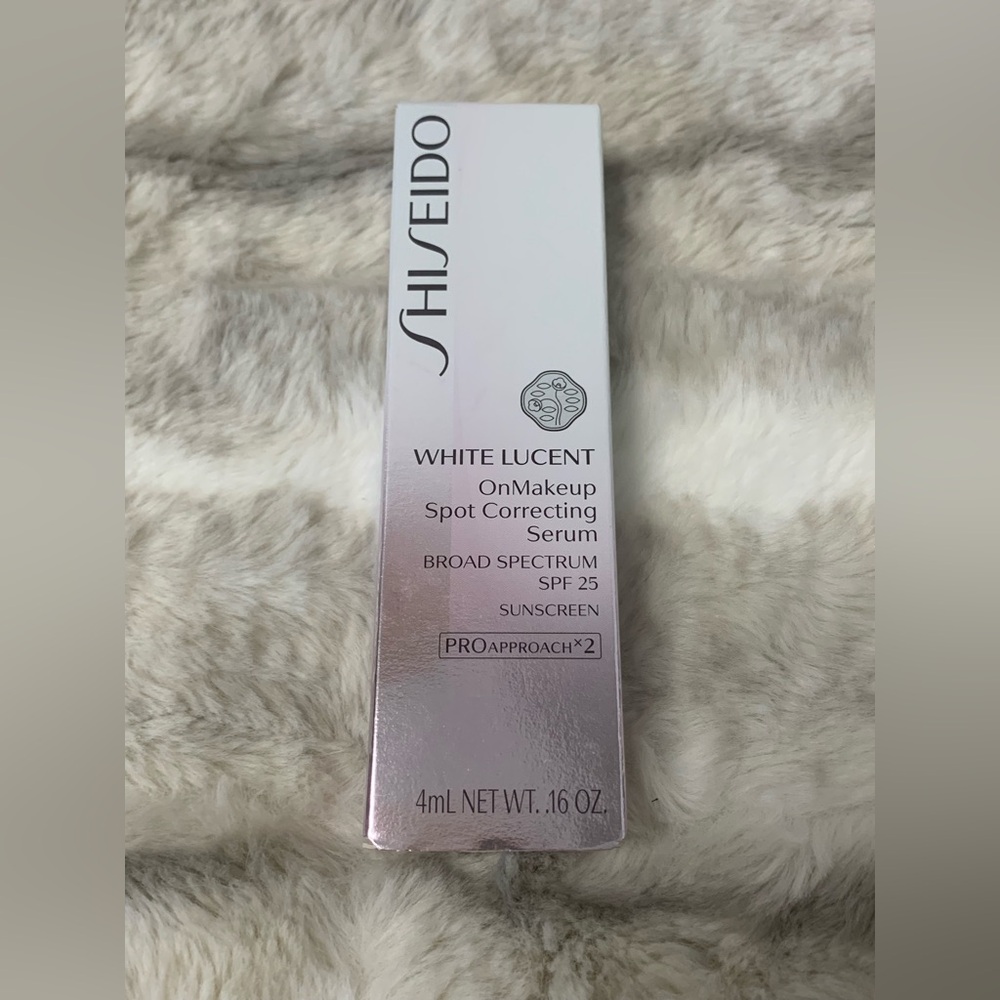 SHISEIDO
WHITE LUCENT
OnMakeup
Spot Correcting
Serum
BROAD SPECTRUM
SPF 25
SUNSCREEN
PROAPPROACH×2
4mL NET WT. .16 OZ.